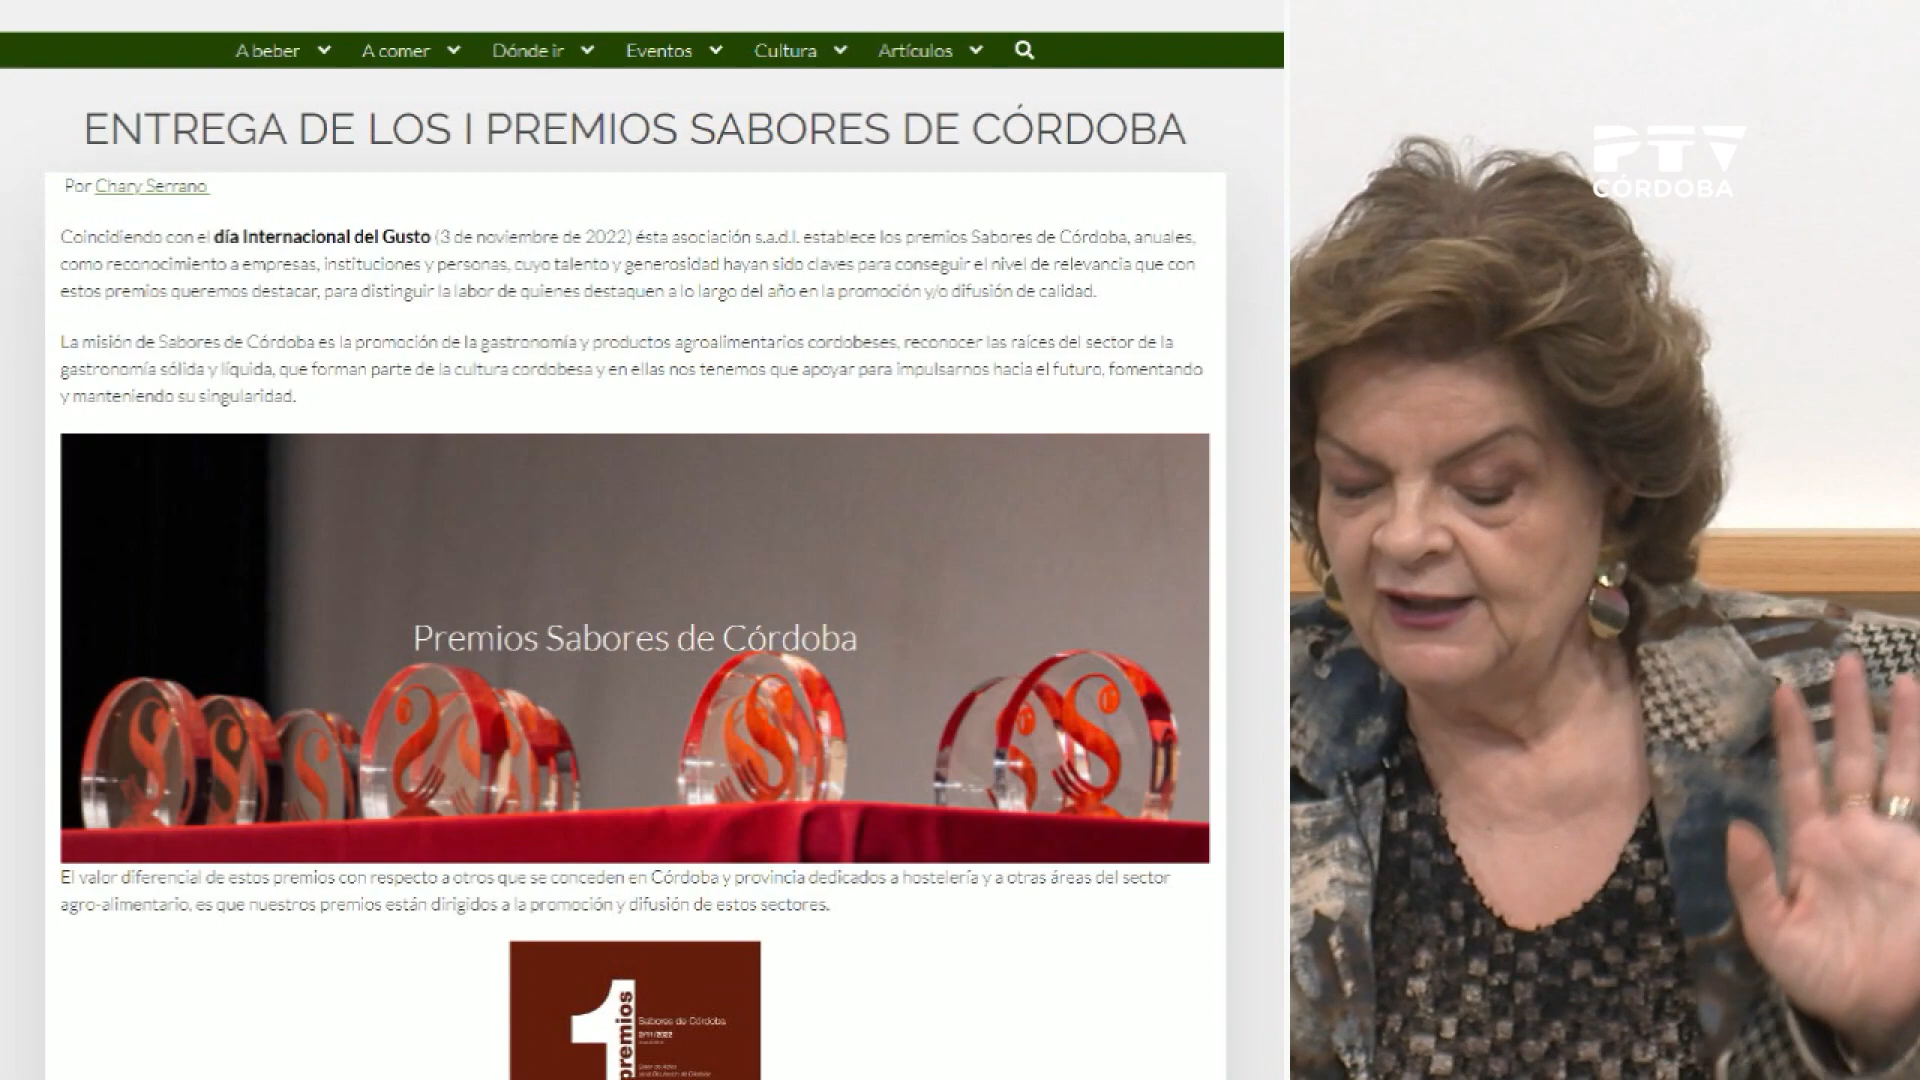 A beber A comer Dónde ir Eventos Cultura Artículos
ENTREGA DE LOS I PREMIOS SABORES DE CÓRDOBA
Por Chary Serrano
Coincidiendo con el día Internacional del Gusto (3 de noviembre de 2022) ésta asociación s.a.d.l. establece los premios Sabores de Córdoba, anuales,
como reconocimiento a empresas, instituciones y personas, cuyo talento y generosidad hayan sido claves para conseguir el nivel de relevancia que con
estos premios queremos destacar, para distinguir la labor de quienes destaquen a lo largo del año en la promoción y/o difusión de calidad.
La misión de Sabores de Córdoba es la promoción de la gastronomía y productos agroalimentarios cordobeses, reconocer las raíces del sector de la
gastronomía sólida y líquida, que forman parte de la cultura cordobesa y en ellas nos tenemos que apoyar para impulsarnos hacia el futuro, fomentando
y manteniendo su singularidad.
Premios Sabores de Córdoba
El valor diferencial de estos premios con respecto a otros que se conceden en Córdoba y provincia dedicados a hostelería y a otras áreas del sector
agro-alimentario, es que nuestros premios están dirigidos a la promoción y difusión de estos sectores.
1 premios
Sabores de Córdoba
PTV
CÓRDOBA